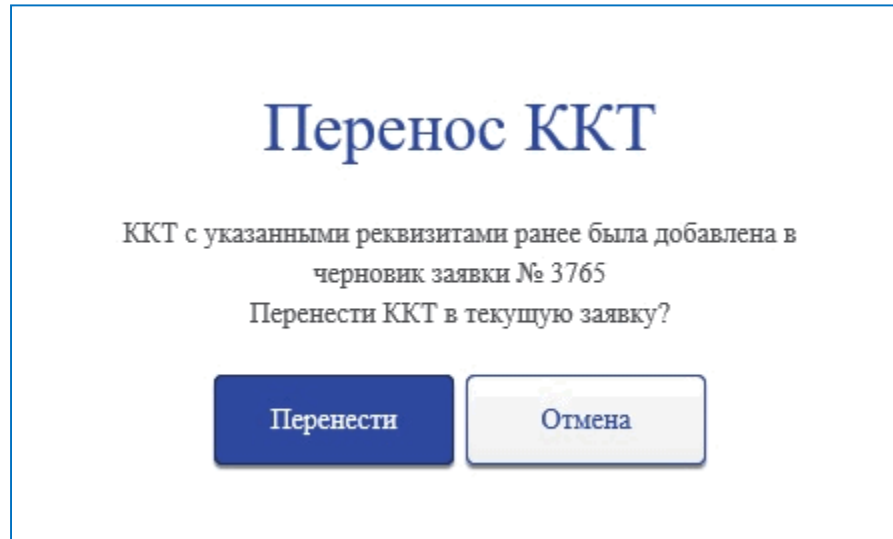 Перенос ККТ
ККТ с указанными реквизитами ранее была добавлена в
черновик заявки № 3765
Перенести ККТ в текущую заявку?
Перенести
Отмена